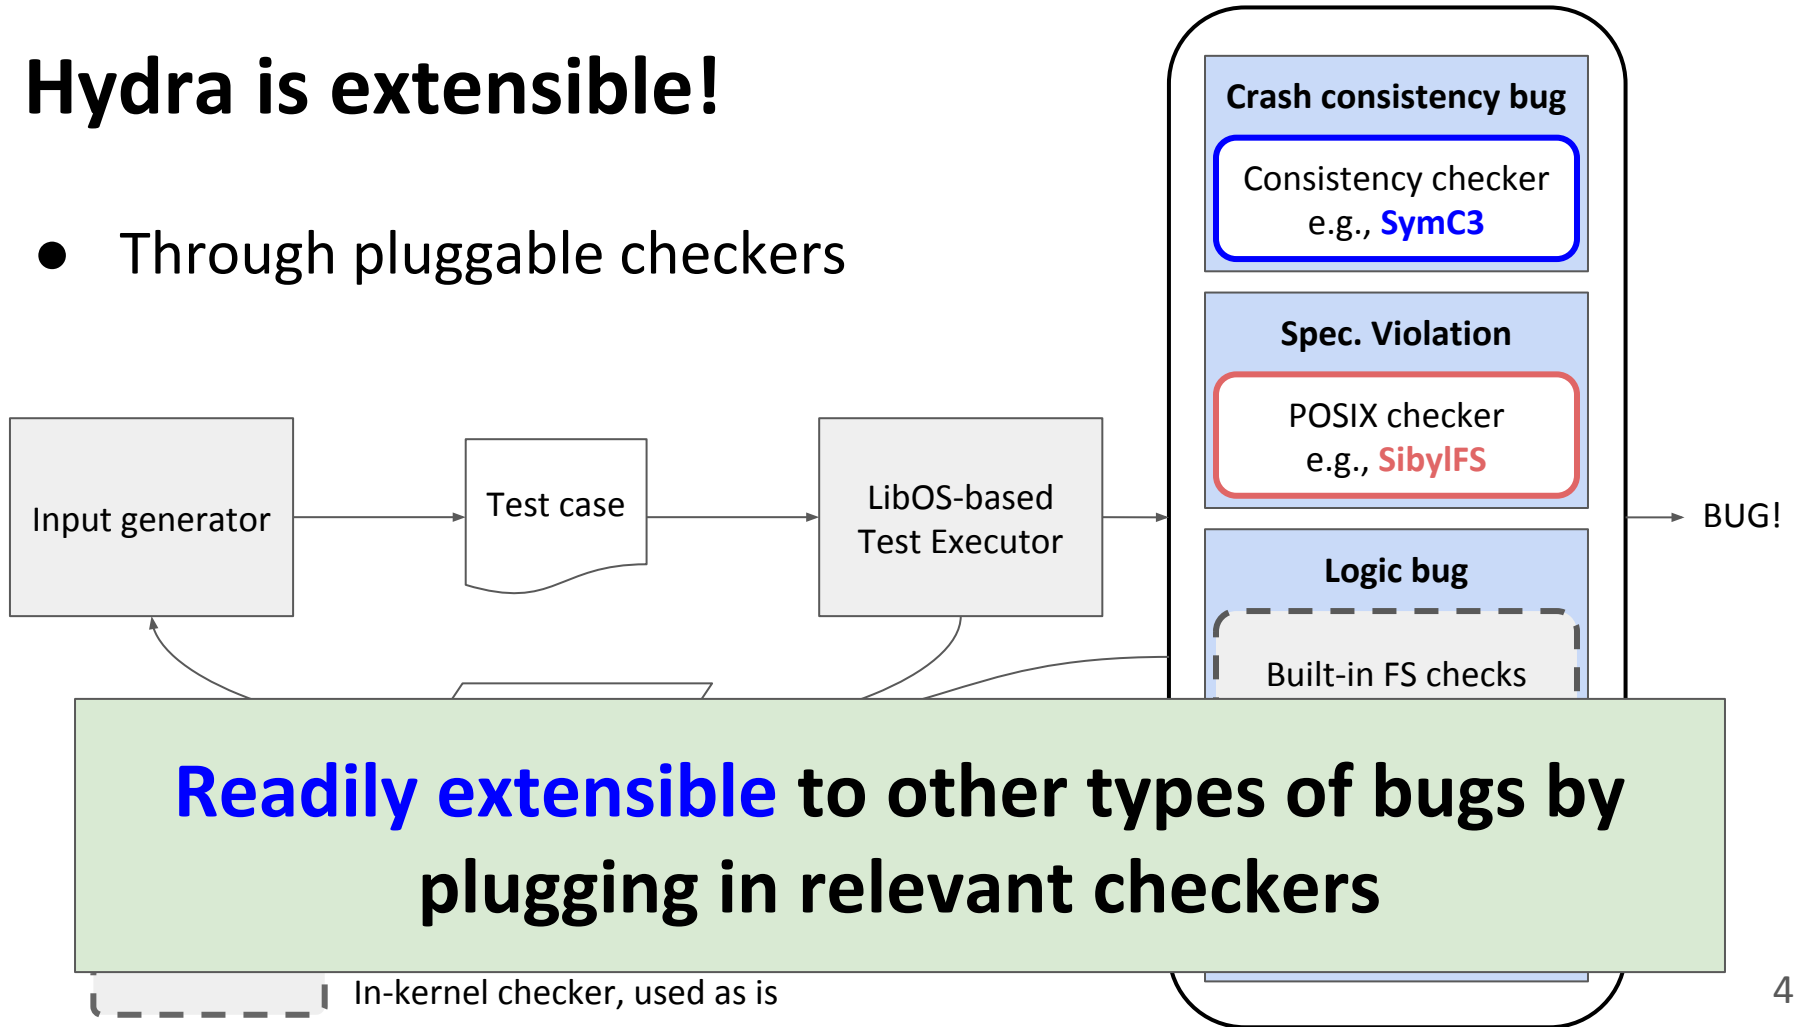 Hydra is extensible!
● Through pluggable checkers
Crash consistency bug
Consistency checker
e.g., SymC3
Spec. Violation
POSIX checker
e.g., SibylFS
Input generator
Test case
LibOS-based
Test Executor
BUG!
Logic bug
Built-in FS checks
Readily extensible to other types of bugs by
plugging in relevant checkers
In-kernel checker, used as is
4